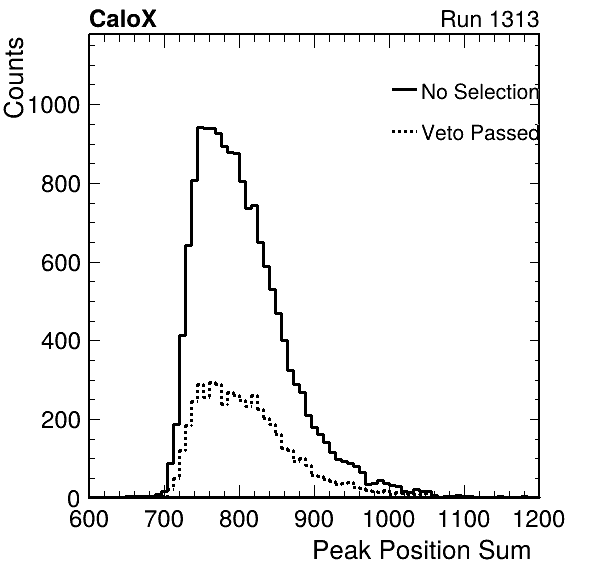 CaloX Run 1313
Counts
No Selection
Veto Passed
1000
800
600
400
200
0
600 700 800 900 1000 1100 1200
Peak Position Sum